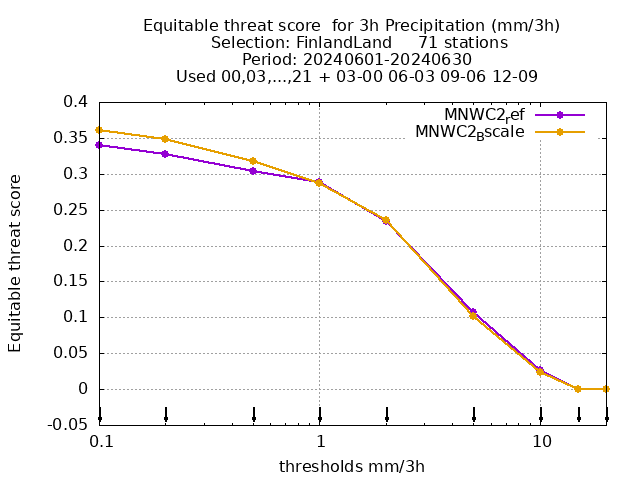 Equitable threat score  for 3h Precipitation (mm/3h)
Selection: FinlandLand     71 stations
Period: 20240601-20240630
Used 00,03,...,21 + 03-00 06-03 09-06 12-09
MNWC2ref
MNWC2Bscale
0.4
0.35
0.3
0.25
0.2
0.15
0.1
0.05
0
-0.05
Equitable threat score
0.1 1 10
thresholds mm/3h